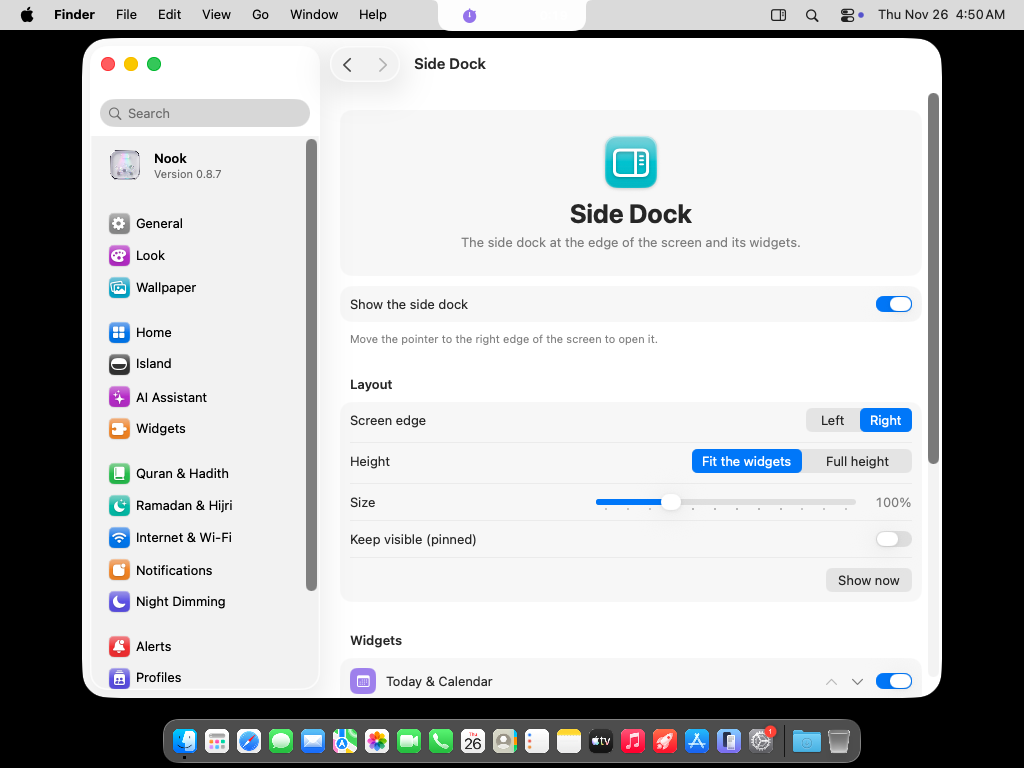 Finder File Edit View Go Window Help Thu Nov 26 4:50 AM
Side Dock
Search
Nook
Version 0.8.7
General
Look
Wallpaper
Home
Island
AI Assistant
Widgets
Quran & Hadith
Ramadan & Hijri
Internet & Wi-Fi
Notifications
Night Dimming
Alerts
Profiles
Side Dock
The side dock at the edge of the screen and its widgets.
Show the side dock
Move the pointer to the right edge of the screen to open it.
Layout
Screen edge Left Right
Height Fit the widgets Full height
Size 100%
Keep visible (pinned)
Show now
Widgets
Today & Calendar
Thu
26
tv
1